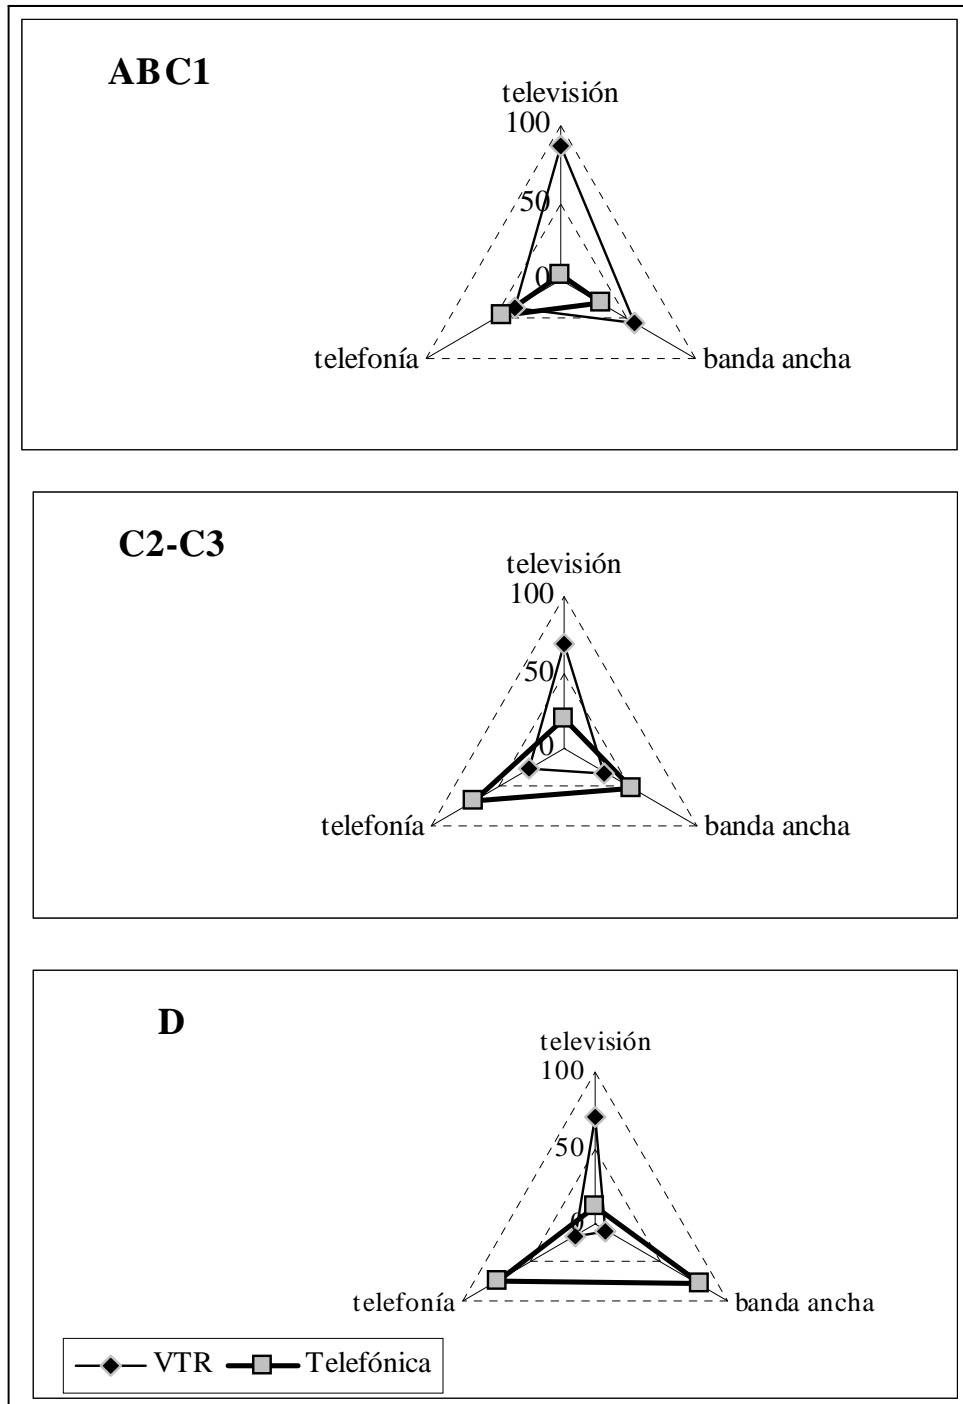 ABC1
televisión
100
50
0
telefonía
banda ancha
C2-C3
televisión
100
50
0
telefonía
banda ancha
D
televisión
100
50
0
telefonía
banda ancha
VTR Telefónica